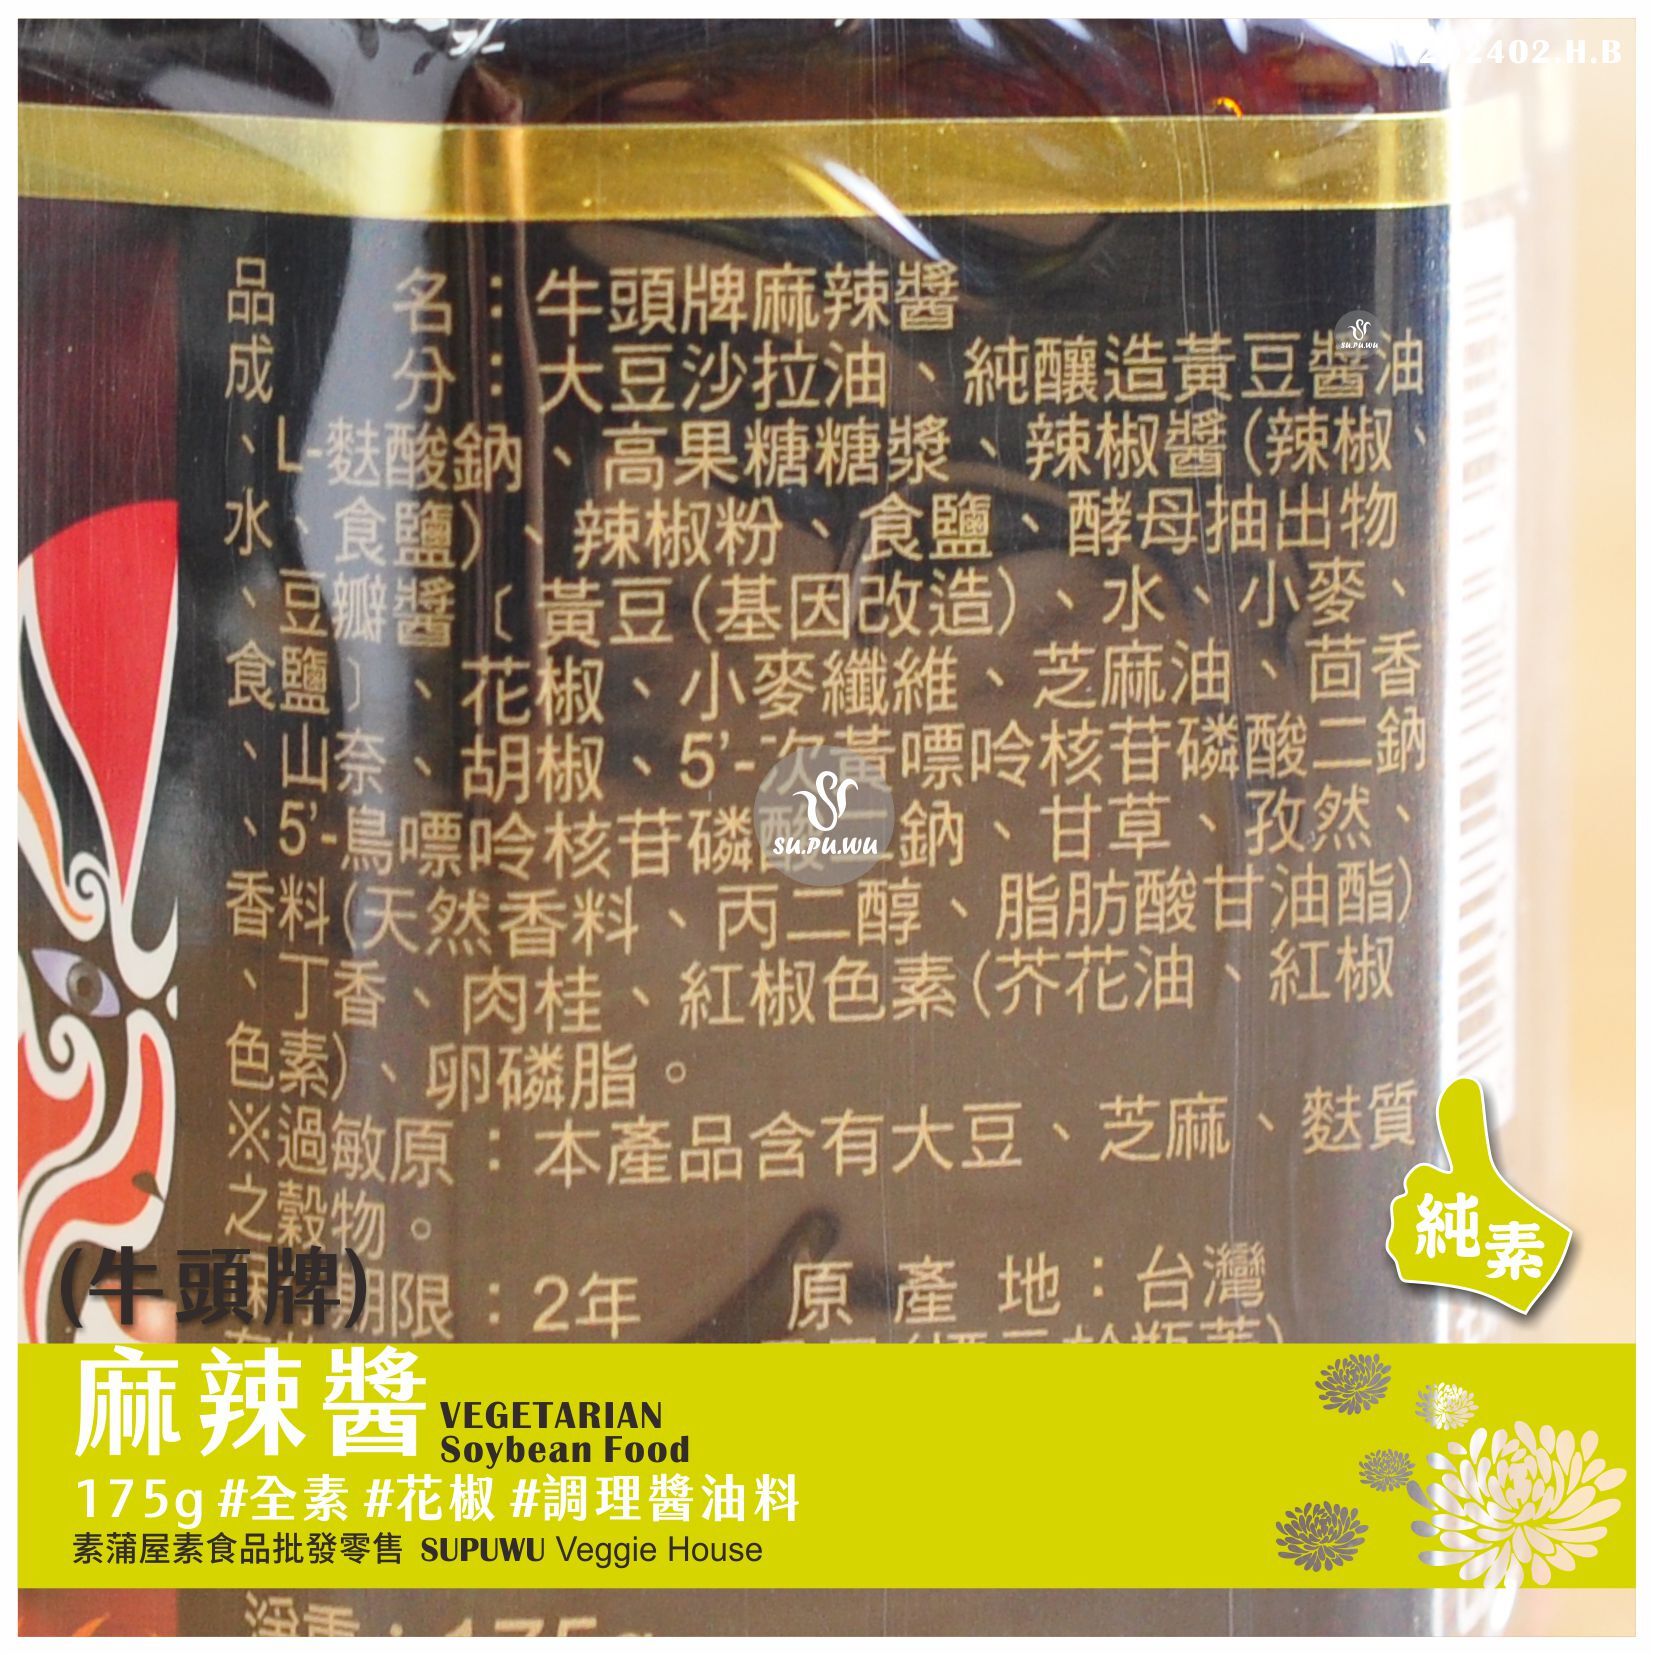 2402.H.B
品 名：牛頭牌麻辣醬
成 分：大豆沙拉油、純釀造黃豆醬油
、L-麩酸鈉、高果糖糖漿、辣椒醬(辣椒、
水、食鹽)、辣椒粉、食鹽、酵母抽出物
、豆瓣醬〔黃豆(基因改造)、水、小麥、
食鹽〕、花椒、小麥纖維、芝麻油、茴香
、山奈、胡椒、5'-次黃嘌呤核苷磷酸二鈉
、5'-鳥嘌呤核苷磷酸二鈉、甘草、孜然、
香料(天然香料、丙二醇、脂肪酸甘油酯)
、丁香、肉桂、紅椒色素(芥花油、紅椒
色素)、卵磷脂。
※過敏原：本產品含有大豆、芝麻、麩質
之穀物。
期限：2年 原產地：台灣
SU.PU.WU
SU.PU.WU
純素
(牛頭牌)
麻辣醬
VEGETARIAN
Soybean Food
175g #全素 #花椒 #調理醬油料
素蒲屋素食品批發零售 SUPUWU Veggie House
淨重：175g